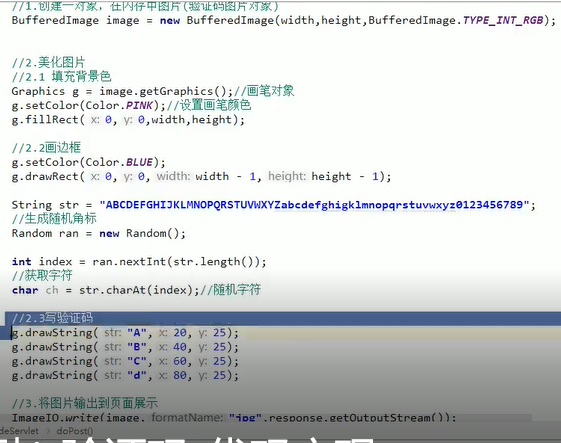 //1.创建一对象，在内存中图片(验证码图片对象)
BufferedImage image = new BufferedImage(width,height,BufferedImage.TYPE_INT_RGB);
//2.美化图片
//2.1 填充背景色
Graphics g = image.getGraphics();//画笔对象
g.setColor(Color.PINK);//设置画笔颜色
g.fillRect( x: 0, y: 0,width,height);
//2.2画边框
g.setColor(Color.BLUE);
g.drawRect( x: 0, y: 0, width: width - 1, height: height - 1);
String str = "ABCDEFGHIJKLMNOPQRSTUVWXYZabcdefghigklmnopqrstuvwxyz0123456789";
//生成随机角标
Random ran = new Random();
int index = ran.nextInt(str.length());
//获取字符
char ch = str.charAt(index);//随机字符
//2.3写验证码
g.drawString( str: "A", x: 20, y: 25);
g.drawString( str: "B", x: 40, y: 25);
g.drawString( str: "C", x: 60, y: 25);
g.drawString( str: "d", x: 80, y: 25);
//3.将图片输出到页面展示
ImageIO.write(image, formatName: "jpg",response.getOutputStream());
deServlet › doPost()